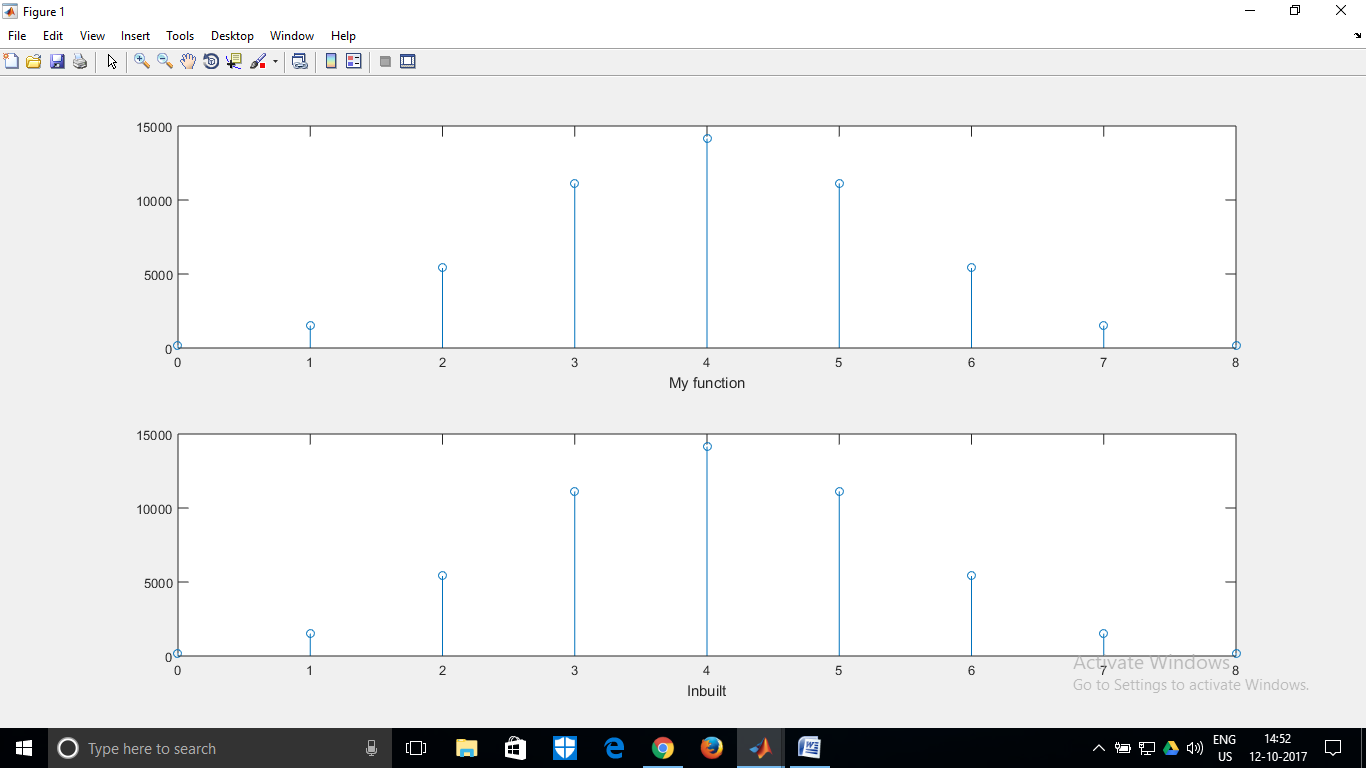 Figure 1
File Edit View Insert Tools Desktop Window Help
15000
10000
5000
0
0 1 2 3 4 5 6 7 8
My function
15000
10000
5000
0
0 1 2 3 4 5 6 7 8
Inbuilt
Activate Windows
Go to Settings to activate Windows.
Type here to search
ENG
US
14:52
12-10-2017